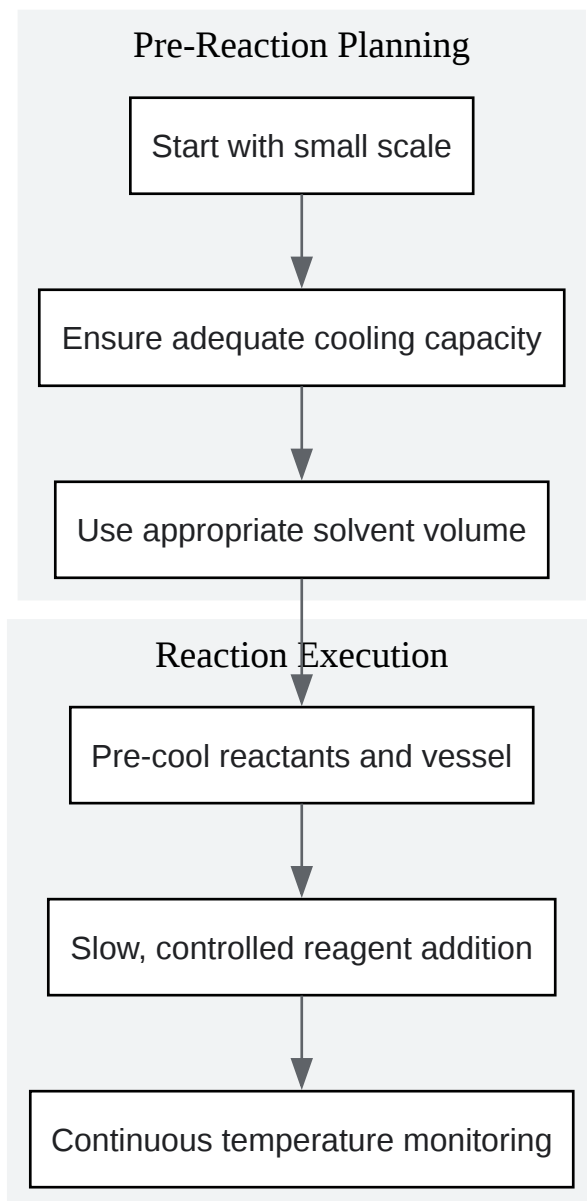 Pre-Reaction Planning
Start with small scale
Ensure adequate cooling capacity
Use appropriate solvent volume
Reaction Execution
Pre-cool reactants and vessel
Slow, controlled reagent addition
Continuous temperature monitoring